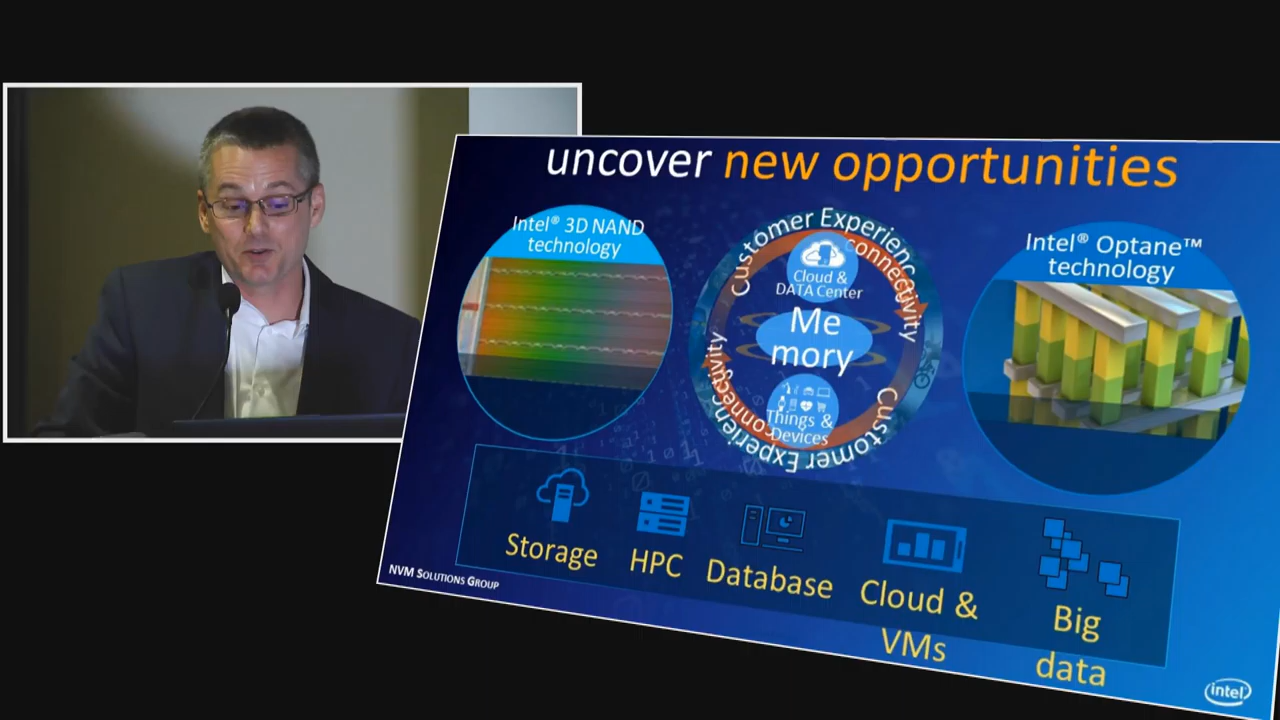 uncover new opportunities
Intel® 3D NAND
technology
Customer Experience
connectivity
Cloud &
DATA Center
Me
mory
Things &
Devices
connectivity
Customer Experience
Intel® Optane™
technology
Storage
HPC
Database
Cloud &
VMs
Big
data
NVM SOLUTIONS GROUP
intel